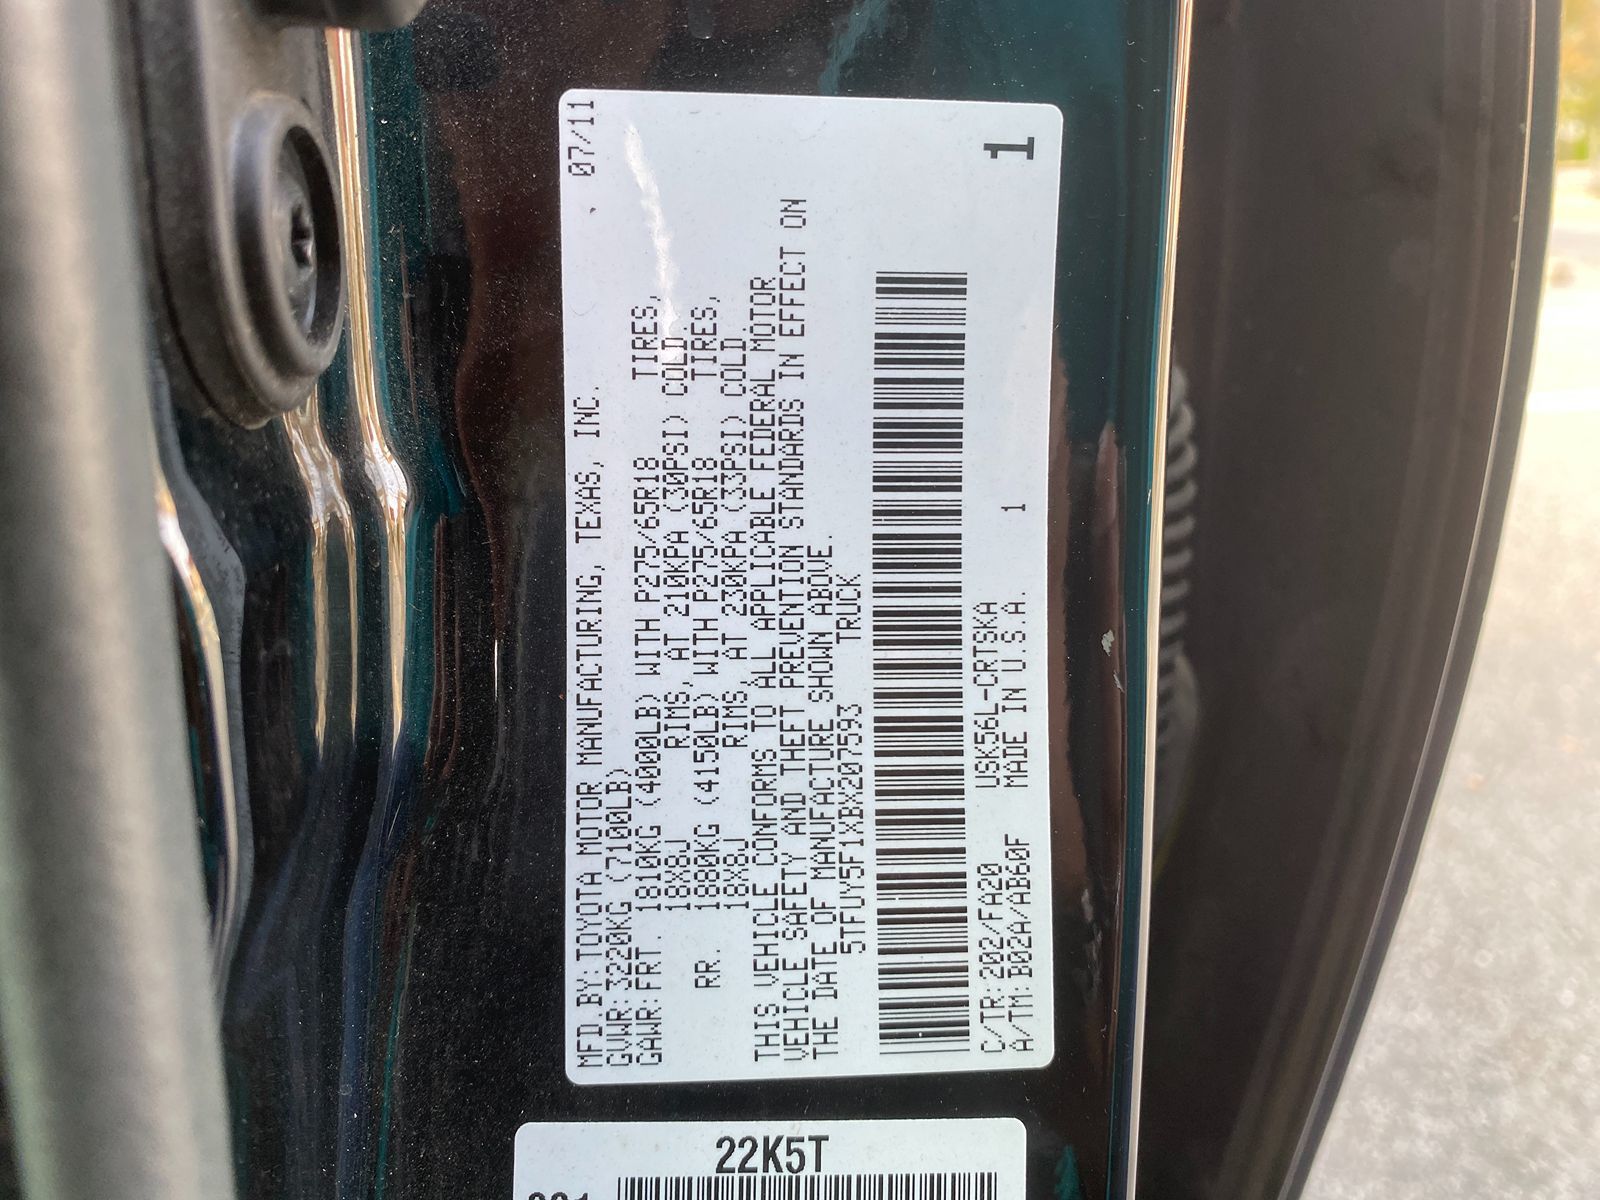 MFD.BY:TOYOTA MOTOR MANUFACTURING, TEXAS, INC. 07/11
GVWR:3220KG (7100LB)
GAWR:FRT. 1810KG (4000LB) WITH P275/65R18 TIRES,
18X8J RIMS, AT 210KPA (30PSI) COLD.
RR. 1880KG (4150LB) WITH P275/65R18 TIRES,
18X8J RIMS, AT 230KPA (33PSI) COLD.
THIS VEHICLE CONFORMS TO ALL APPLICABLE FEDERAL MOTOR
VEHICLE SAFETY AND THEFT PREVENTION STANDARDS IN EFFECT ON
THE DATE OF MANUFACTURE SHOWN ABOVE.
5TFUY5F1XBX207593 TRUCK
C/TR:202/FA20 USK56L-CRTSKA
A/TM:B02A/AB60F MADE IN U.S.A. 1
1
22K5T